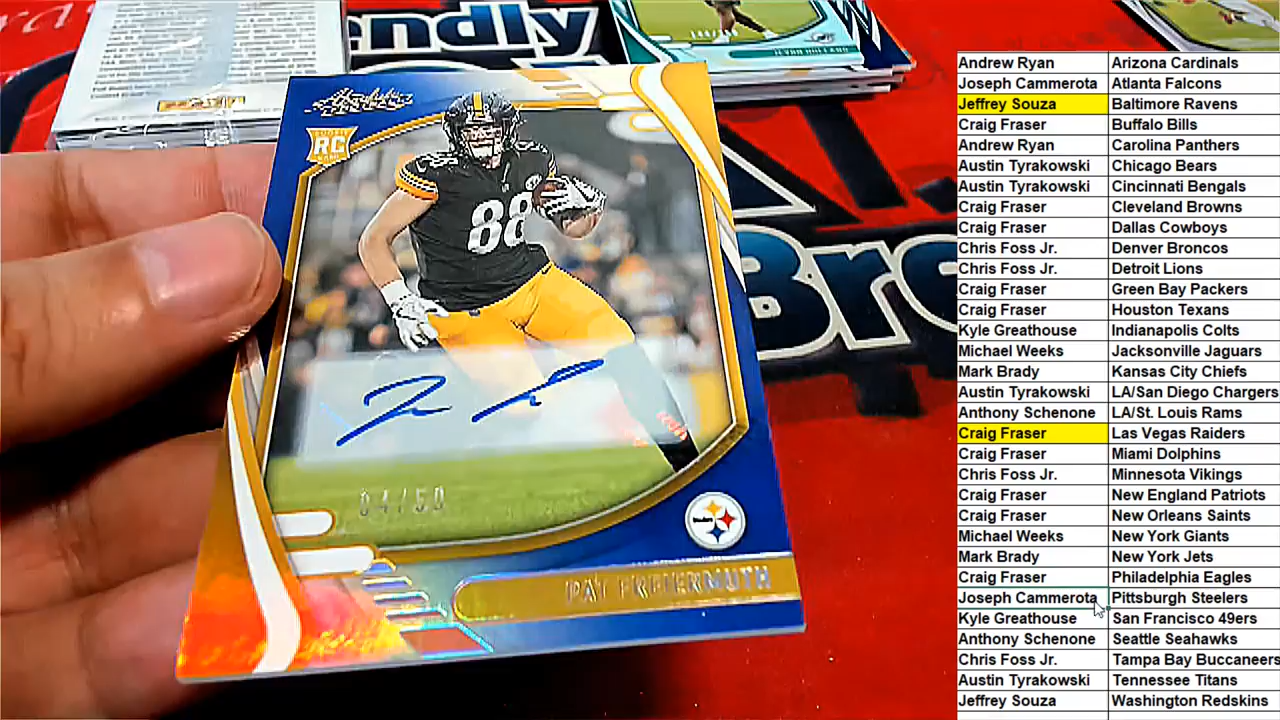 endly
Absolute
ROOKIE
RC
CARD
88
88
04/50
PAT FREIERMUTH
Steelers
JEVON HOLLAND
Bro
Andrew Ryan Arizona Cardinals
Joseph Cammerota Atlanta Falcons
Jeffrey Souza Baltimore Ravens
Craig Fraser Buffalo Bills
Andrew Ryan Carolina Panthers
Austin Tyrakowski Chicago Bears
Austin Tyrakowski Cincinnati Bengals
Craig Fraser Cleveland Browns
Craig Fraser Dallas Cowboys
Chris Foss Jr. Denver Broncos
Chris Foss Jr. Detroit Lions
Craig Fraser Green Bay Packers
Craig Fraser Houston Texans
Kyle Greathouse Indianapolis Colts
Michael Weeks Jacksonville Jaguars
Mark Brady Kansas City Chiefs
Austin Tyrakowski LA/San Diego Chargers
Anthony Schenone LA/St. Louis Rams
Craig Fraser Las Vegas Raiders
Craig Fraser Miami Dolphins
Chris Foss Jr. Minnesota Vikings
Craig Fraser New England Patriots
Craig Fraser New Orleans Saints
Michael Weeks New York Giants
Mark Brady New York Jets
Craig Fraser Philadelphia Eagles
Joseph Cammerota Pittsburgh Steelers
Kyle Greathouse San Francisco 49ers
Anthony Schenone Seattle Seahawks
Chris Foss Jr. Tampa Bay Buccaneers
Austin Tyrakowski Tennessee Titans
Jeffrey Souza Washington Redskins